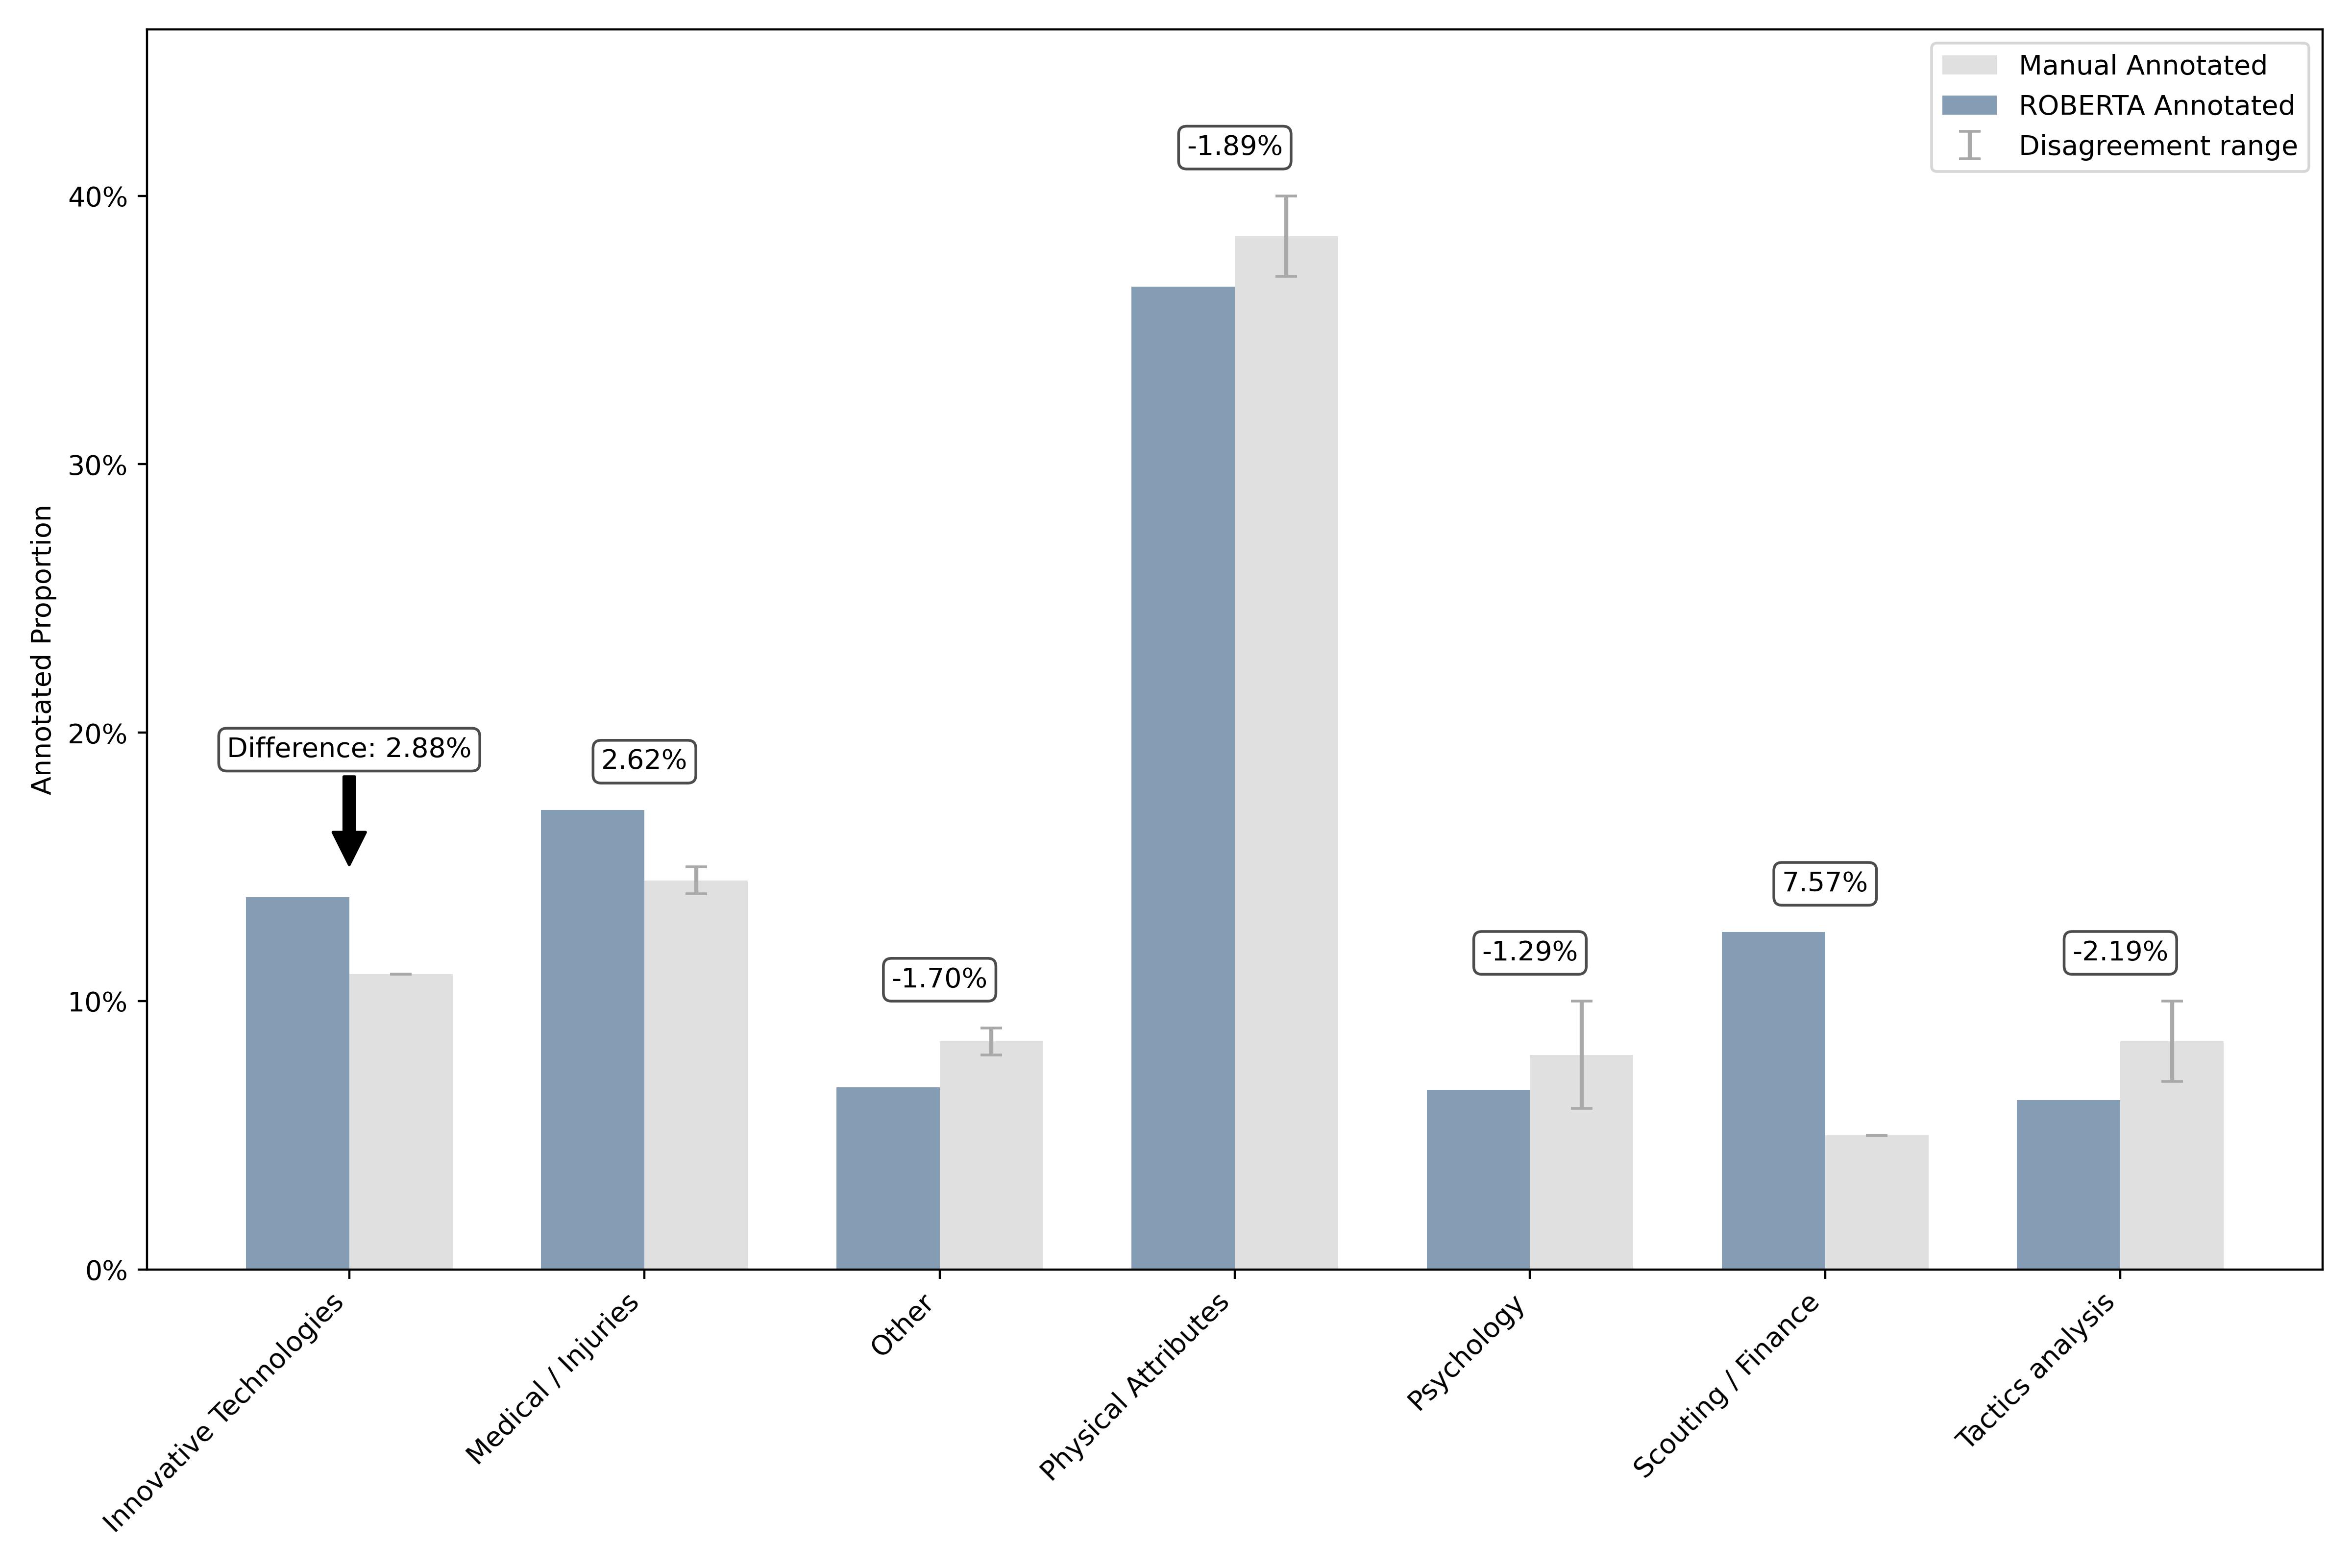 Manual Annotated
ROBERTA Annotated
Disagreement range
Annotated Proportion
40%
30%
20%
10%
0%
Difference: 2.88%
2.62%
-1.70%
-1.89%
-1.29%
7.57%
-2.19%
Innovative Technologies
Medical / Injuries
Other
Physical Attributes
Psychology
Scouting / Finance
Tactics analysis